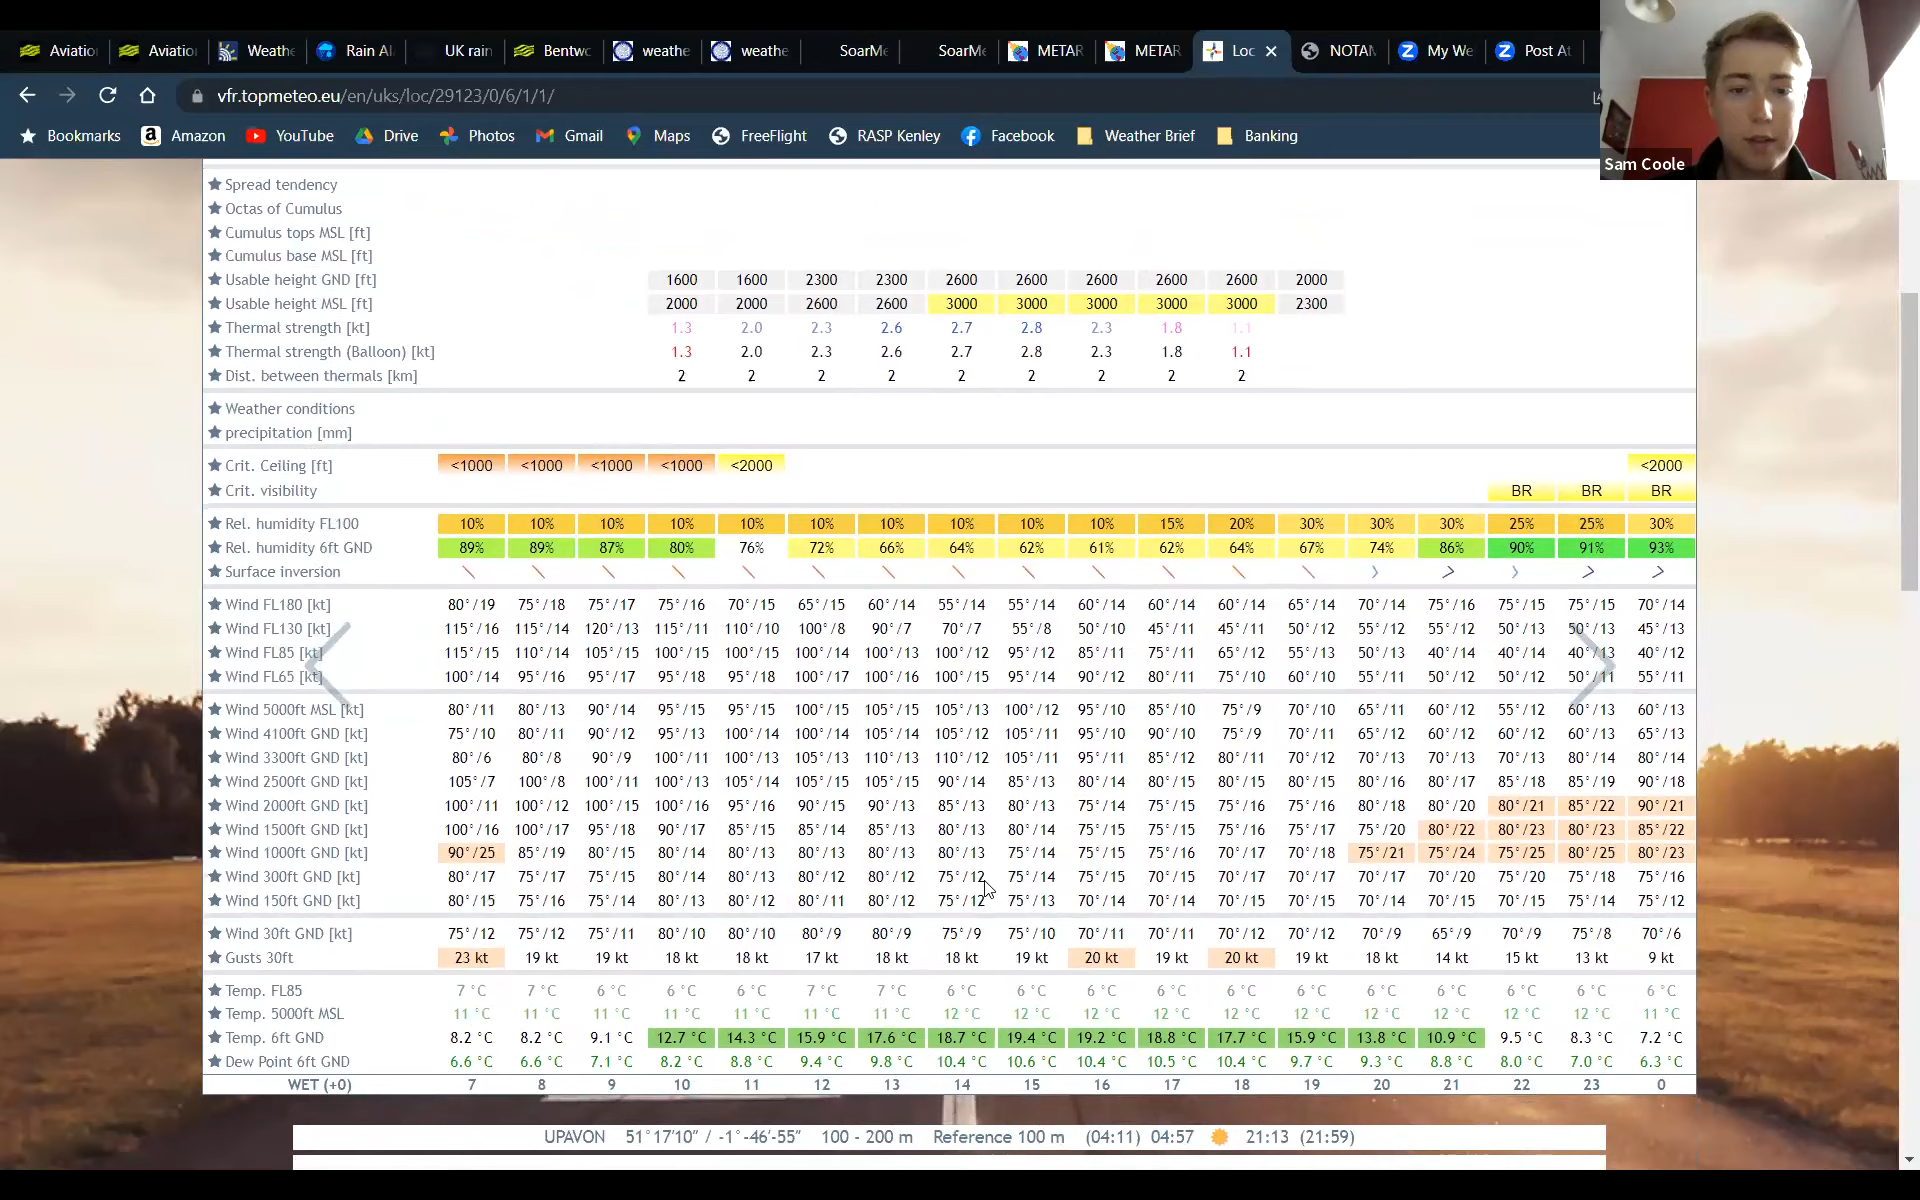 Aviatio Aviatio Weathe Rain Al UK rain Bentwo weathe weathe SoarMe SoarMe METAR METAR Loc NOTAM My We Post At
vfr.topmeteo.eu/en/uks/loc/29123/0/6/1/1/
Bookmarks Amazon YouTube Drive Photos Gmail Maps FreeFlight RASP Kenley Facebook Weather Brief Banking
Sam Coole
Spread tendency
Octas of Cumulus
Cumulus tops MSL [ft]
Cumulus base MSL [ft]
Usable height GND [ft] 1600 1600 2300 2300 2600 2600 2600 2600 2600 2000
Usable height MSL [ft] 2000 2000 2600 2600 3000 3000 3000 3000 3000 2300
Thermal strength [kt] 1.3 2.0 2.3 2.6 2.7 2.8 2.3 1.8 1.1
Thermal strength (Balloon) [kt] 1.3 2.0 2.3 2.6 2.7 2.8 2.3 1.8 1.1
Dist. between thermals [km] 2 2 2 2 2 2 2 2 2
Weather conditions
precipitation [mm]
Crit. Ceiling [ft] <1000 <1000 <1000 <1000 <2000 <2000
Crit. visibility BR BR BR
Rel. humidity FL100 10% 10% 10% 10% 10% 10% 10% 10% 10% 10% 15% 20% 30% 30% 30% 25% 25% 30%
Rel. humidity 6ft GND 89% 89% 87% 80% 76% 72% 66% 64% 62% 61% 62% 64% 67% 74% 86% 90% 91% 93%
Surface inversion
Wind FL180 [kt] 80°/19 75°/18 75°/17 75°/16 70°/15 65°/15 60°/14 55°/14 55°/14 60°/14 60°/14 60°/14 65°/14 70°/14 75°/16 75°/15 75°/15 70°/14
Wind FL130 [kt] 115°/16 115°/14 120°/13 115°/11 110°/10 100°/8 90°/7 70°/7 55°/8 50°/10 45°/11 45°/11 50°/12 55°/12 55°/12 50°/13 50°/13 45°/13
Wind FL85 [kt] 115°/15 110°/14 105°/15 100°/15 100°/15 100°/14 100°/13 100°/12 95°/12 85°/11 75°/11 65°/12 55°/13 50°/13 40°/14 40°/14 40°/13 40°/12
Wind FL65 [kt] 100°/14 95°/16 95°/17 95°/18 95°/18 100°/17 100°/16 100°/15 95°/14 90°/12 80°/11 75°/10 60°/10 55°/11 50°/12 50°/12 50°/11 55°/11
Wind 5000ft MSL [kt] 80°/11 80°/13 90°/14 95°/15 95°/15 100°/15 105°/15 105°/13 100°/12 95°/10 85°/10 75°/9 70°/10 65°/11 60°/12 55°/12 60°/13 60°/13
Wind 4100ft GND [kt] 75°/10 80°/11 90°/12 95°/13 100°/14 100°/14 105°/14 105°/12 105°/11 95°/10 90°/10 75°/9 70°/11 65°/12 60°/12 60°/12 60°/13 65°/13
Wind 3300ft GND [kt] 80°/6 80°/8 90°/9 100°/11 100°/13 105°/13 110°/13 110°/12 105°/11 95°/11 85°/12 80°/11 70°/12 70°/13 70°/13 70°/13 80°/14 80°/14
Wind 2500ft GND [kt] 105°/7 100°/8 100°/11 100°/13 105°/14 105°/15 105°/15 90°/14 85°/13 80°/14 80°/15 80°/15 80°/15 80°/16 80°/17 85°/18 85°/19 90°/18
Wind 2000ft GND [kt] 100°/11 100°/12 100°/15 100°/16 95°/16 90°/15 90°/13 85°/13 80°/13 75°/14 75°/15 75°/16 75°/16 80°/18 80°/20 80°/21 85°/22 90°/21
Wind 1500ft GND [kt] 100°/16 100°/17 95°/18 90°/17 85°/15 85°/14 85°/13 80°/13 80°/14 75°/15 75°/15 75°/16 75°/17 75°/20 80°/22 80°/23 80°/23 85°/22
Wind 1000ft GND [kt] 90°/25 85°/19 80°/15 80°/14 80°/13 80°/13 80°/13 80°/13 75°/14 75°/15 75°/16 70°/17 70°/18 75°/21 75°/24 75°/25 80°/25 80°/23
Wind 300ft GND [kt] 80°/17 75°/17 75°/15 80°/14 80°/13 80°/12 80°/12 75°/12 75°/14 75°/15 70°/15 70°/17 70°/17 70°/17 70°/20 75°/20 75°/18 75°/16
Wind 150ft GND [kt] 80°/15 75°/16 75°/14 80°/13 80°/12 80°/11 80°/12 75°/12 75°/13 70°/14 70°/14 70°/15 70°/15 70°/14 70°/15 70°/15 75°/14 75°/12
Wind 30ft GND [kt] 75°/12 75°/12 75°/11 80°/10 80°/10 80°/9 80°/9 75°/9 75°/10 70°/11 70°/11 70°/12 70°/12 70°/9 65°/9 70°/9 75°/8 70°/6
Gusts 30ft 23 kt 19 kt 19 kt 18 kt 18 kt 17 kt 18 kt 18 kt 19 kt 20 kt 19 kt 20 kt 19 kt 18 kt 14 kt 15 kt 13 kt 9 kt
Temp. FL85 7 °C 7 °C 6 °C 6 °C 6 °C 7 °C 7 °C 6 °C 6 °C 6 °C 6 °C 6 °C 6 °C 6 °C 6 °C 6 °C 6 °C 6 °C
Temp. 5000ft MSL 11 °C 11 °C 11 °C 11 °C 11 °C 11 °C 11 °C 12 °C 12 °C 12 °C 12 °C 12 °C 12 °C 12 °C 12 °C 12 °C 12 °C 11 °C
Temp. 6ft GND 8.2 °C 8.2 °C 9.1 °C 12.7 °C 14.3 °C 15.9 °C 17.6 °C 18.7 °C 19.4 °C 19.2 °C 18.8 °C 17.7 °C 15.9 °C 13.8 °C 10.9 °C 9.5 °C 8.3 °C 7.2 °C
Dew Point 6ft GND 6.6 °C 6.6 °C 7.1 °C 8.2 °C 8.8 °C 9.4 °C 9.8 °C 10.4 °C 10.6 °C 10.4 °C 10.5 °C 10.4 °C 9.7 °C 9.3 °C 8.8 °C 8.0 °C 7.0 °C 6.3 °C
WET (+0) 7 8 9 10 11 12 13 14 15 16 17 18 19 20 21 22 23 0
UPAVON 51°17'10" / -1°-46'-55" 100 - 200 m Reference 100 m (04:11) 04:57 21:13 (21:59)